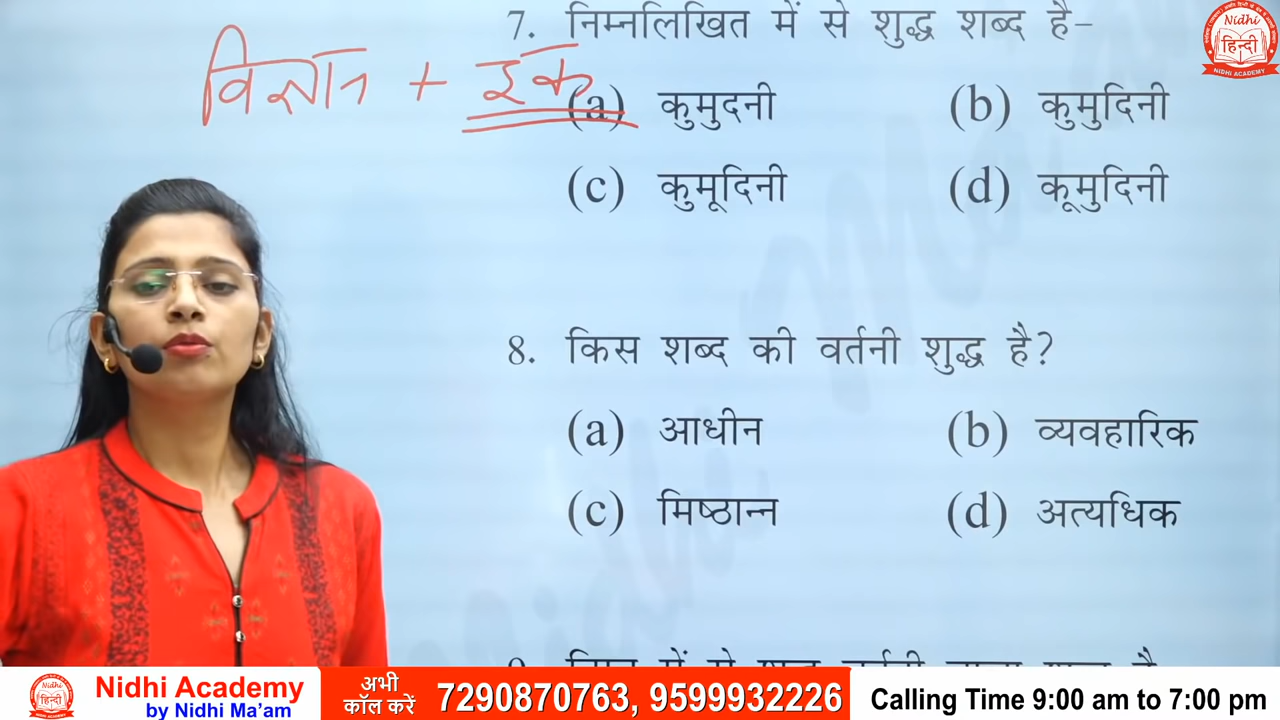 7. निम्नलिखित में से शुद्ध शब्द है-
विज्ञान + इक
(a) कुमुदनी (b) कुमुदिनी
(c) कुमूदिनी (d) कूमुदिनी
8. किस शब्द की वर्तनी शुद्ध है?
(a) आधीन (b) व्यवहारिक
(c) मिष्ठान्न (d) अत्यधिक
Nidhi
हिन्दी
NIDHI ACADEMY
Nidhi Academy
by Nidhi Ma'am
अभी
कॉल करें
7290870763, 9599932226
Calling Time 9:00 am to 7:00 pm